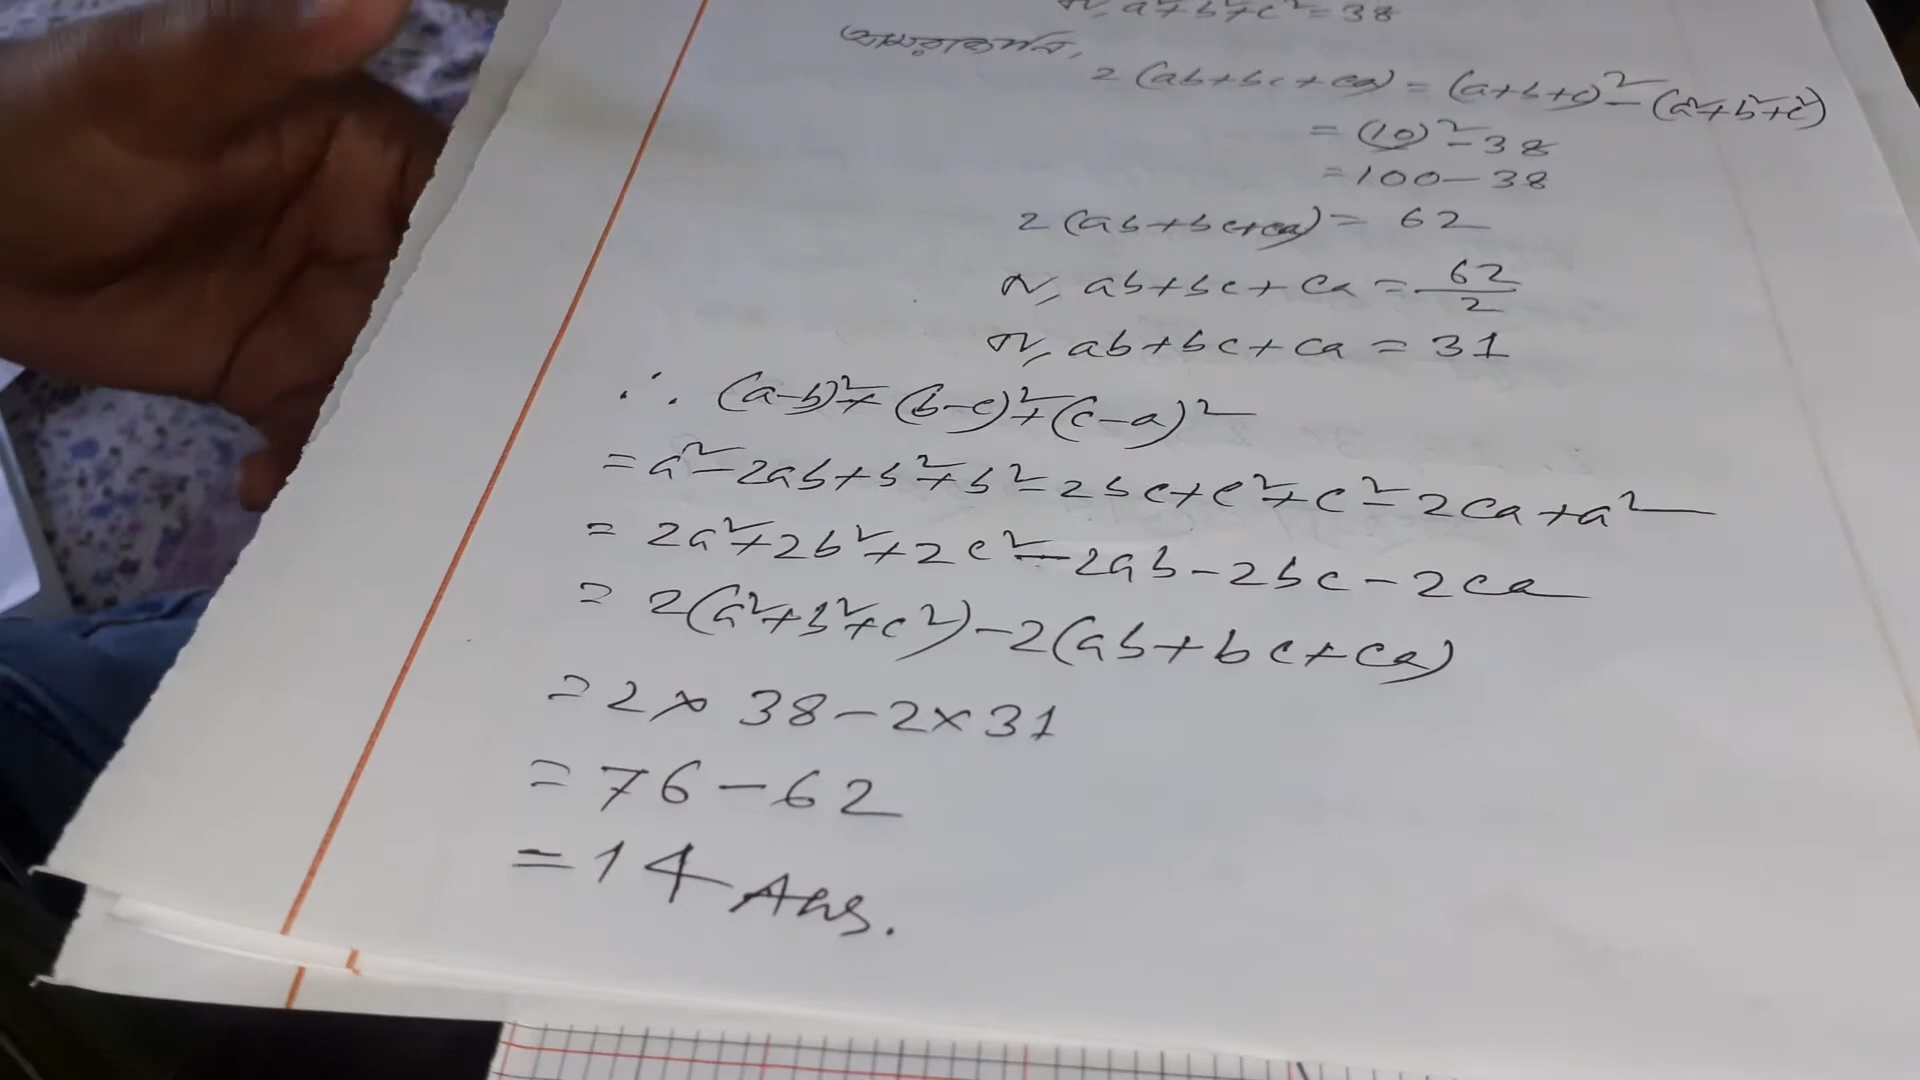 বা, a²+b²+c² = 38
আমরা জানি,
2(ab+bc+ca) = (a+b+c)² - (a²+b²+c²)
= (10)² - 38
= 100 - 38
2(ab+bc+ca) = 62
বা, ab+bc+ca = 62/2
বা, ab+bc+ca = 31
∴ (a-b)² + (b-c)² + (c-a)²
= a² - 2ab + b² + b² - 2bc + c² + c² - 2ca + a²
= 2a² + 2b² + 2c² - 2ab - 2bc - 2ca
= 2(a²+b²+c²) - 2(ab+bc+ca)
= 2 × 38 - 2 × 31
= 76 - 62
= 14 Ans.